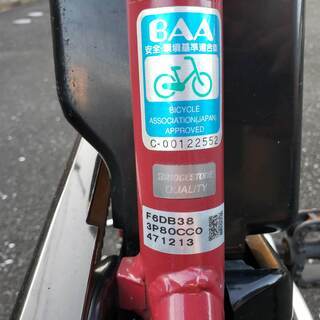 BAA
安全・環境基準適合車
BICYCLE
ASSOCIATION(JAPAN)
APPROVED
C-00122552
BRIDGESTONE
QUALITY
F6DB38
3P80CC0
471213